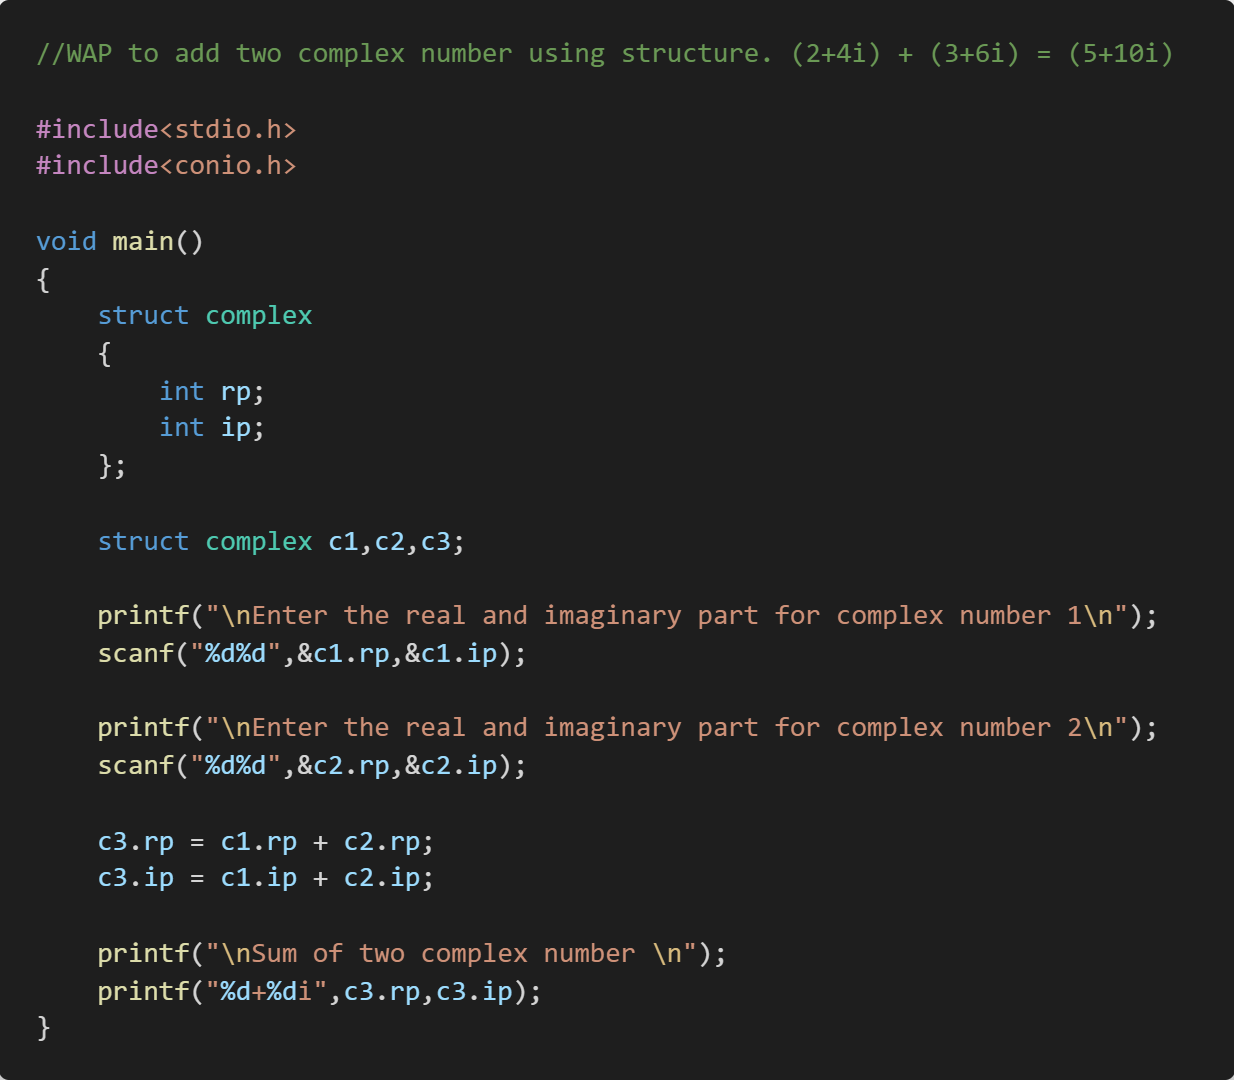 //WAP to add two complex number using structure. (2+4i) + (3+6i) = (5+10i)
#include<stdio.h>
#include<conio.h>
void main()
{
    struct complex
    {
        int rp;
        int ip;
    };
    struct complex c1,c2,c3;
    printf("\nEnter the real and imaginary part for complex number 1\n");
    scanf("%d%d",&c1.rp,&c1.ip);
    printf("\nEnter the real and imaginary part for complex number 2\n");
    scanf("%d%d",&c2.rp,&c2.ip);
    c3.rp = c1.rp + c2.rp;
    c3.ip = c1.ip + c2.ip;
    printf("\nSum of two complex number \n");
    printf("%d+%di",c3.rp,c3.ip);
}